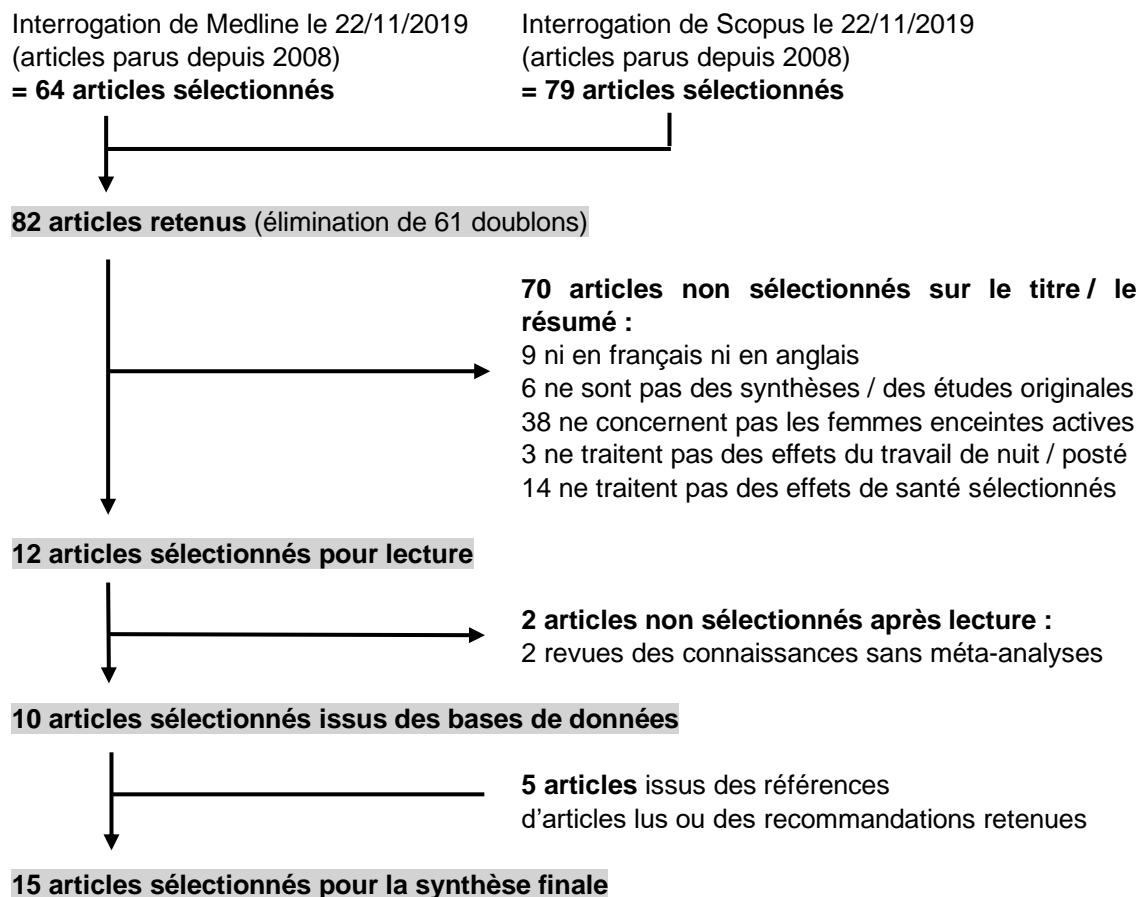 Interrogation de Medline le 22/11/2019
(articles parus depuis 2008)
= 64 articles sélectionnés
Interrogation de Scopus le 22/11/2019
(articles parus depuis 2008)
= 79 articles sélectionnés
82 articles retenus (élimination de 61 doublons)
70 articles non sélectionnés sur le titre / le
résumé :
9 ni en français ni en anglais
6 ne sont pas des synthèses / des études originales
38 ne concernent pas les femmes enceintes actives
3 ne traitent pas des effets du travail de nuit / posté
14 ne traitent pas des effets de santé sélectionnés
12 articles sélectionnés pour lecture
2 articles non sélectionnés après lecture :
2 revues des connaissances sans méta-analyses
10 articles sélectionnés issus des bases de données
5 articles issus des références
d'articles lus ou des recommandations retenues
15 articles sélectionnés pour la synthèse finale